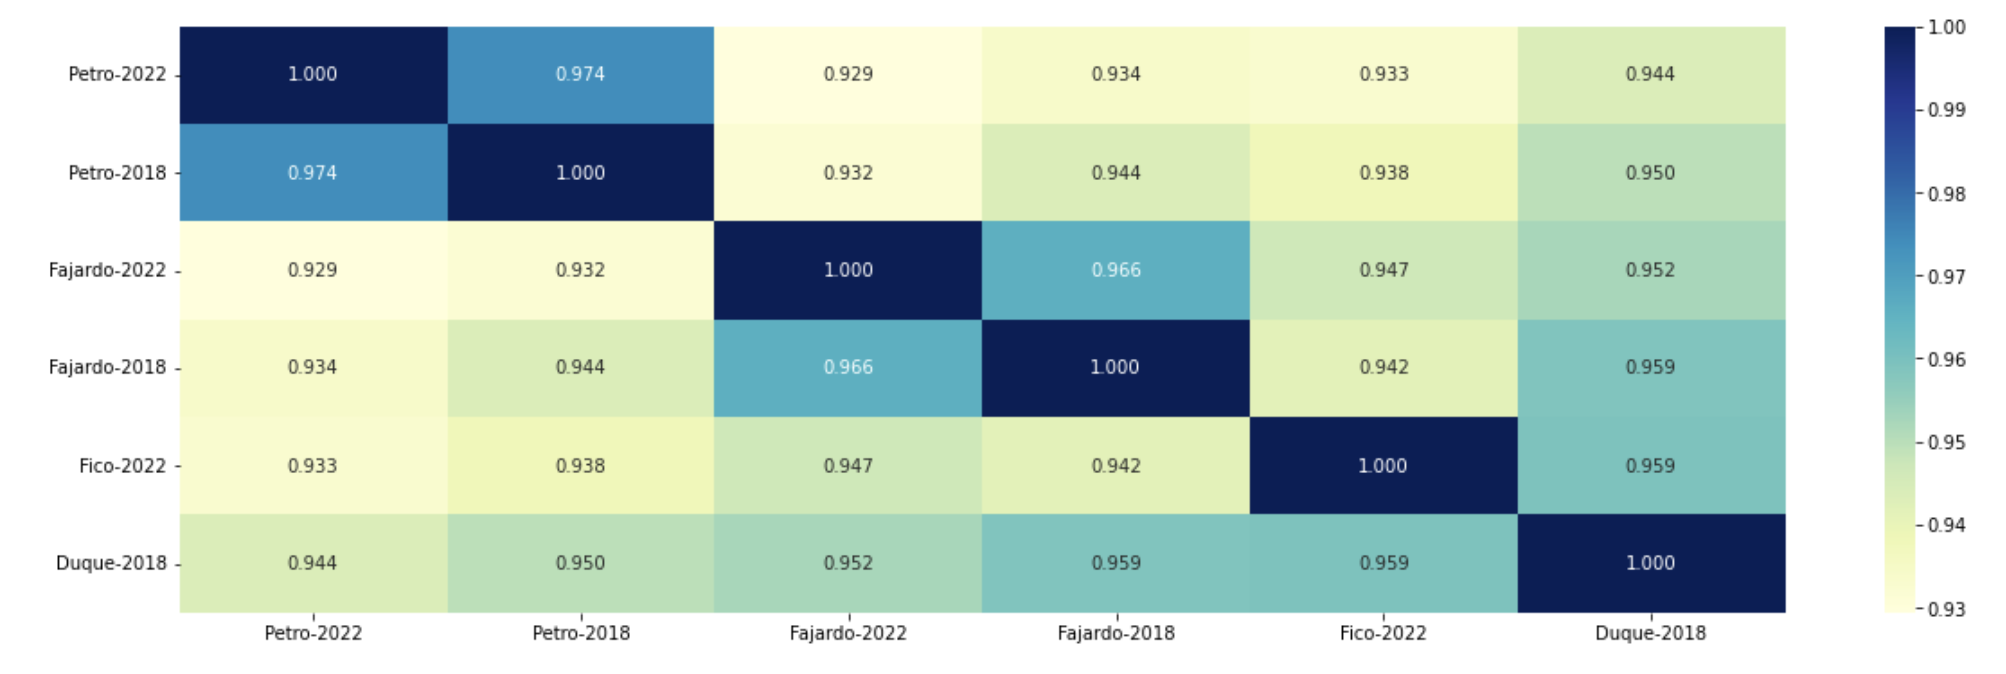 Petro-2022 1.000 0.974 0.929 0.934 0.933 0.944
Petro-2018 0.974 1.000 0.932 0.944 0.938 0.950
Fajardo-2022 0.929 0.932 1.000 0.966 0.947 0.952
Fajardo-2018 0.934 0.944 0.966 1.000 0.942 0.959
Fico-2022 0.933 0.938 0.947 0.942 1.000 0.959
Duque-2018 0.944 0.950 0.952 0.959 0.959 1.000
Petro-2022 Petro-2018 Fajardo-2022 Fajardo-2018 Fico-2022 Duque-2018
1.00
0.99
0.98
0.97
0.96
0.95
0.94
0.93